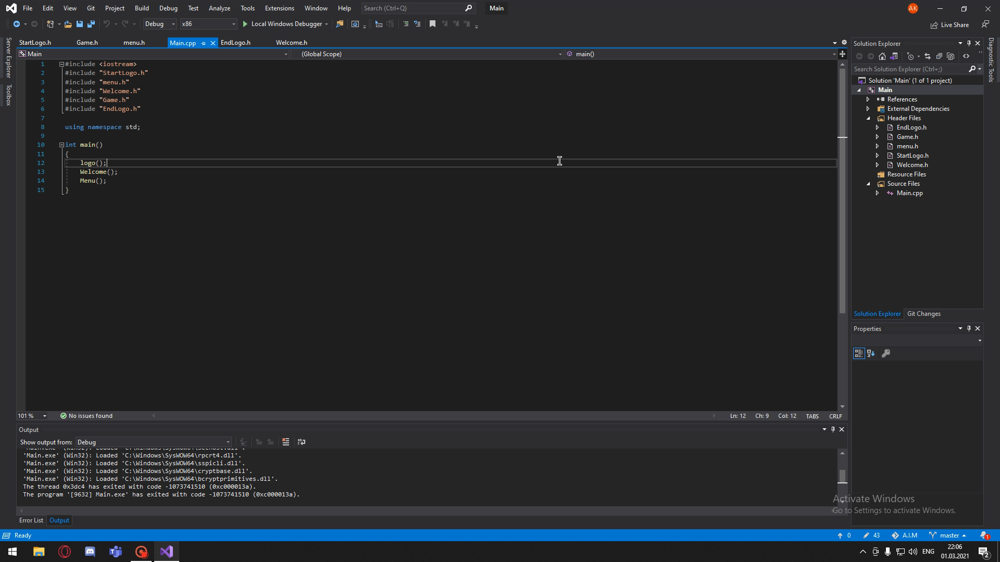 File Edit View Git Project Build Debug Test Analyze Tools Extensions Window Help Search (Ctrl+Q) Main AK
Debug x86 Local Windows Debugger Live Share
StartLogo.h Game.h menu.h Main.cpp EndLogo.h Welcome.h
Main (Global Scope) main()
Server Explorer
Toolbox
1 #include <iostream>
2 #include "StartLogo.h"
3 #include "menu.h"
4 #include "Welcome.h"
5 #include "Game.h"
6 #include "EndLogo.h"
7
8 using namespace std;
9
10 int main()
11 {
12 logo();
13 Welcome();
14 Menu();
15 }
101 % No issues found Ln: 12 Ch: 9 Col: 12 TABS CRLF
Output
Show output from: Debug
'Main.exe' (Win32): Loaded 'C:\Windows\SysWOW64\sechost.dll'.
'Main.exe' (Win32): Loaded 'C:\Windows\SysWOW64\rpcrt4.dll'.
'Main.exe' (Win32): Loaded 'C:\Windows\SysWOW64\sspicli.dll'.
'Main.exe' (Win32): Loaded 'C:\Windows\SysWOW64\cryptbase.dll'.
'Main.exe' (Win32): Loaded 'C:\Windows\SysWOW64\bcryptprimitives.dll'.
The thread 0x3dc4 has exited with code -1073741510 (0xc000013a).
The program '[9632] Main.exe' has exited with code -1073741510 (0xc000013a).
Error List Output
Solution Explorer
Search Solution Explorer (Ctrl+;)
Solution 'Main' (1 of 1 project)
Main
References
External Dependencies
Header Files
EndLogo.h
Game.h
menu.h
StartLogo.h
Welcome.h
Resource Files
Source Files
Main.cpp
Solution Explorer Git Changes
Properties
Diagnostic Tools
Activate Windows
Go to Settings to activate Windows.
Ready 0 43 A.I.M master 1
ENG 22:06
01.03.2021 2